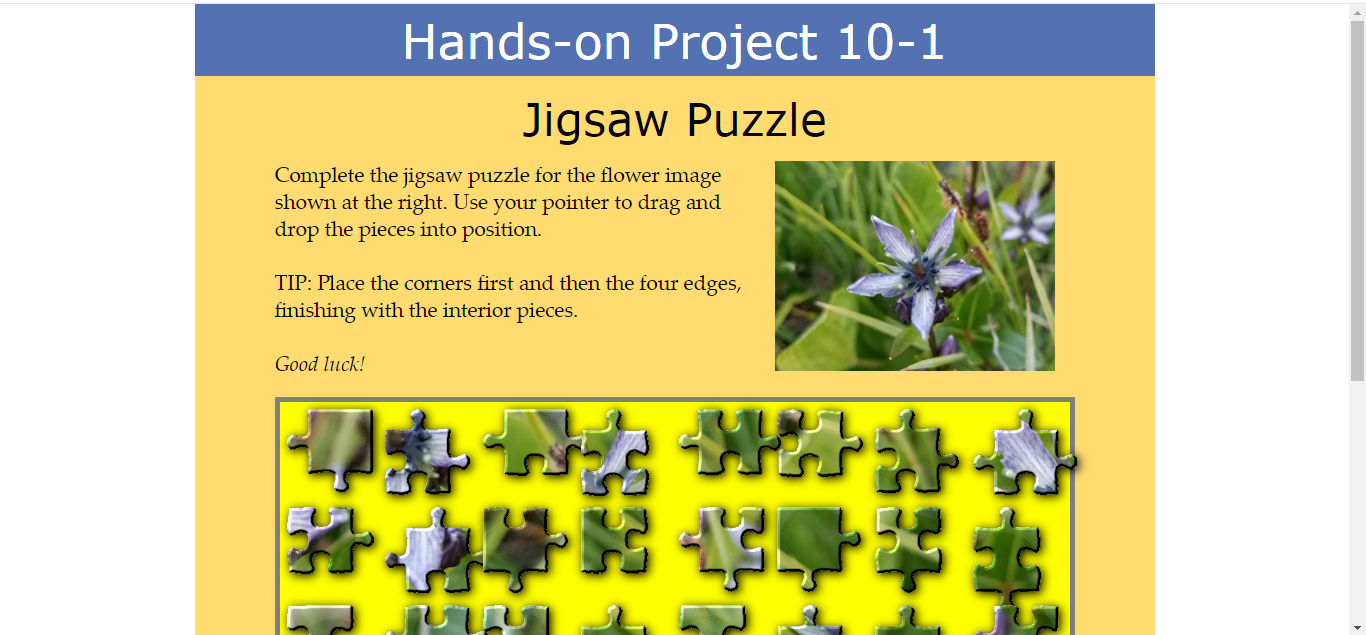 Hands-on Project 10-1
Jigsaw Puzzle
Complete the jigsaw puzzle for the flower image
shown at the right. Use your pointer to drag and
drop the pieces into position.
TIP: Place the corners first and then the four edges,
finishing with the interior pieces.
Good luck!